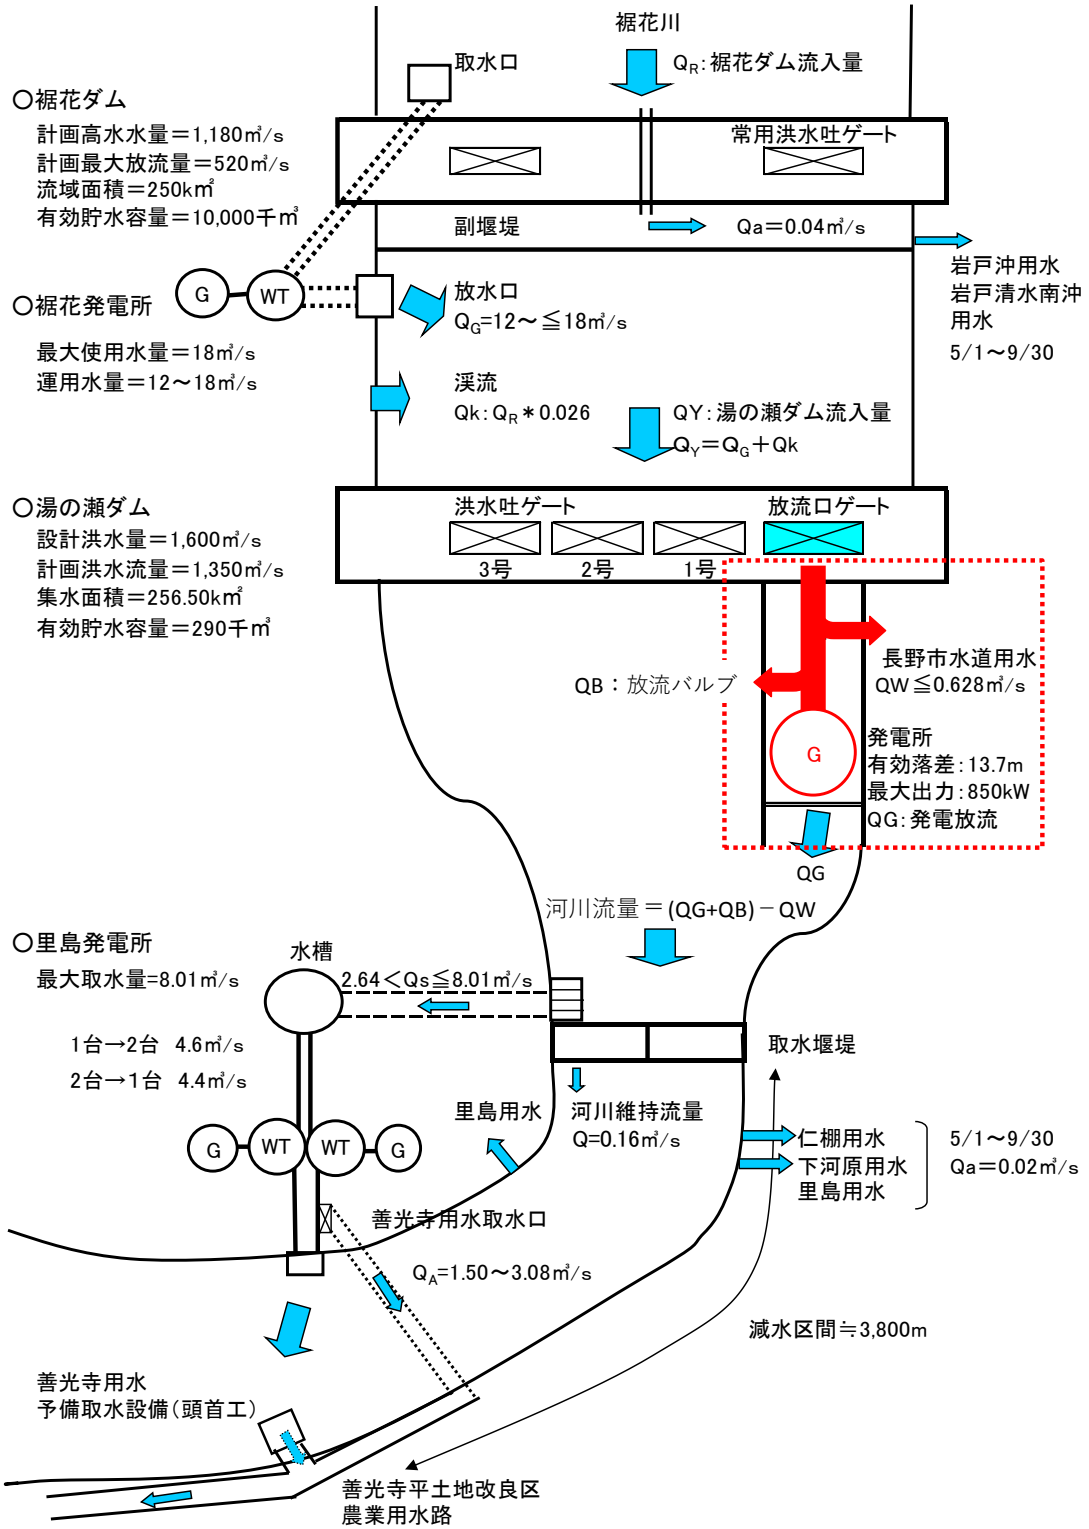 裾花川
取水口
QR：裾花ダム流入量
○裾花ダム
計画高水水量＝1,180㎥/s
計画最大放流量＝520㎥/s
流域面積＝250k㎡
有効貯水容量＝10,000千㎥
常用洪水吐ゲート
副堰堤
Qa＝0.04㎥/s
岩戸沖用水
岩戸清水南沖
用水
5/1～9/30
G
WT
○裾花発電所
最大使用水量＝18㎥/s
運用水量＝12～18㎥/s
放水口
QG=12～≦18㎥/s
渓流
Qk：QR＊0.026
QY：湯の瀬ダム流入量
QY＝QG＋Qk
○湯の瀬ダム
設計洪水量＝1,600㎥/s
計画洪水流量＝1,350㎥/s
集水面積＝256.50k㎡
有効貯水容量＝290千㎥
洪水吐ゲート
放流口ゲート
3号
2号
1号
長野市水道用水
QW≦0.628㎥/s
QB：放流バルブ
G
発電所
有効落差：13.7m
最大出力：850kW
QG：発電放流
QG
河川流量＝(QG+QB)－QW
○里島発電所
最大取水量=8.01㎥/s
水槽
2.64＜Qs≦8.01㎥/s
1台→2台 4.6㎥/s
2台→1台 4.4㎥/s
取水堰堤
里島用水
河川維持流量
Q=0.16㎥/s
G
WT
WT
G
仁棚用水
下河原用水
里島用水
5/1～9/30
Qa＝0.02㎥/s
善光寺用水取水口
QA=1.50～3.08㎥/s
減水区間≒3,800m
善光寺用水
予備取水設備(頭首工)
善光寺平土地改良区
農業用水路